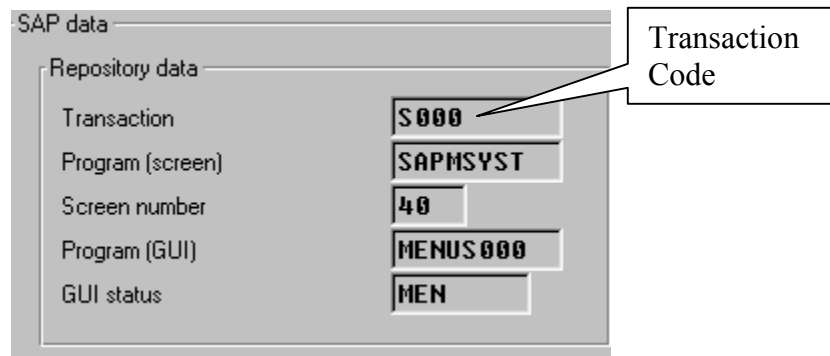 SAP data
Repository data
Transaction S000
Program (screen) SAPMSYST
Screen number 40
Program (GUI) MENUS000
GUI status MEN
Transaction
Code